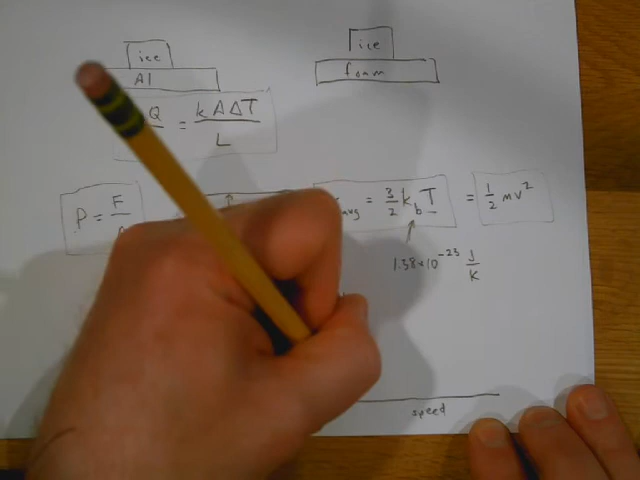 ice
ice
Al
foam
Q = kAΔT
L
P = F
avg = 3/2 k_b T = 1/2 mv²
1.38×10⁻²³ J/K
speed